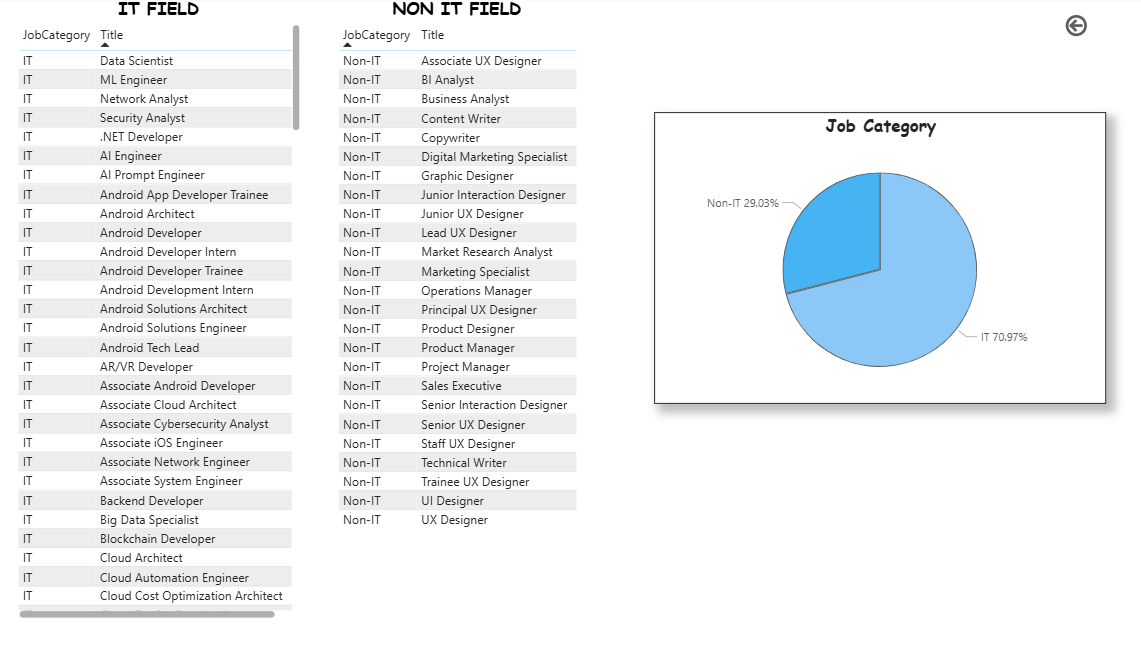 IT FIELD
JobCategory Title
IT Data Scientist
IT ML Engineer
IT Network Analyst
IT Security Analyst
IT .NET Developer
IT AI Engineer
IT AI Prompt Engineer
IT Android App Developer Trainee
IT Android Architect
IT Android Developer
IT Android Developer Intern
IT Android Developer Trainee
IT Android Development Intern
IT Android Solutions Architect
IT Android Solutions Engineer
IT Android Tech Lead
IT AR/VR Developer
IT Associate Android Developer
IT Associate Cloud Architect
IT Associate Cybersecurity Analyst
IT Associate iOS Engineer
IT Associate Network Engineer
IT Associate System Engineer
IT Backend Developer
IT Big Data Specialist
IT Blockchain Developer
IT Cloud Architect
IT Cloud Automation Engineer
IT Cloud Cost Optimization Architect
NON IT FIELD
JobCategory Title
Non-IT Associate UX Designer
Non-IT BI Analyst
Non-IT Business Analyst
Non-IT Content Writer
Non-IT Copywriter
Non-IT Digital Marketing Specialist
Non-IT Graphic Designer
Non-IT Junior Interaction Designer
Non-IT Junior UX Designer
Non-IT Lead UX Designer
Non-IT Market Research Analyst
Non-IT Marketing Specialist
Non-IT Operations Manager
Non-IT Principal UX Designer
Non-IT Product Designer
Non-IT Product Manager
Non-IT Project Manager
Non-IT Sales Executive
Non-IT Senior Interaction Designer
Non-IT Senior UX Designer
Non-IT Staff UX Designer
Non-IT Technical Writer
Non-IT Trainee UX Designer
Non-IT UI Designer
Non-IT UX Designer
Job Category
Non-IT 29.03%
IT 70.97%